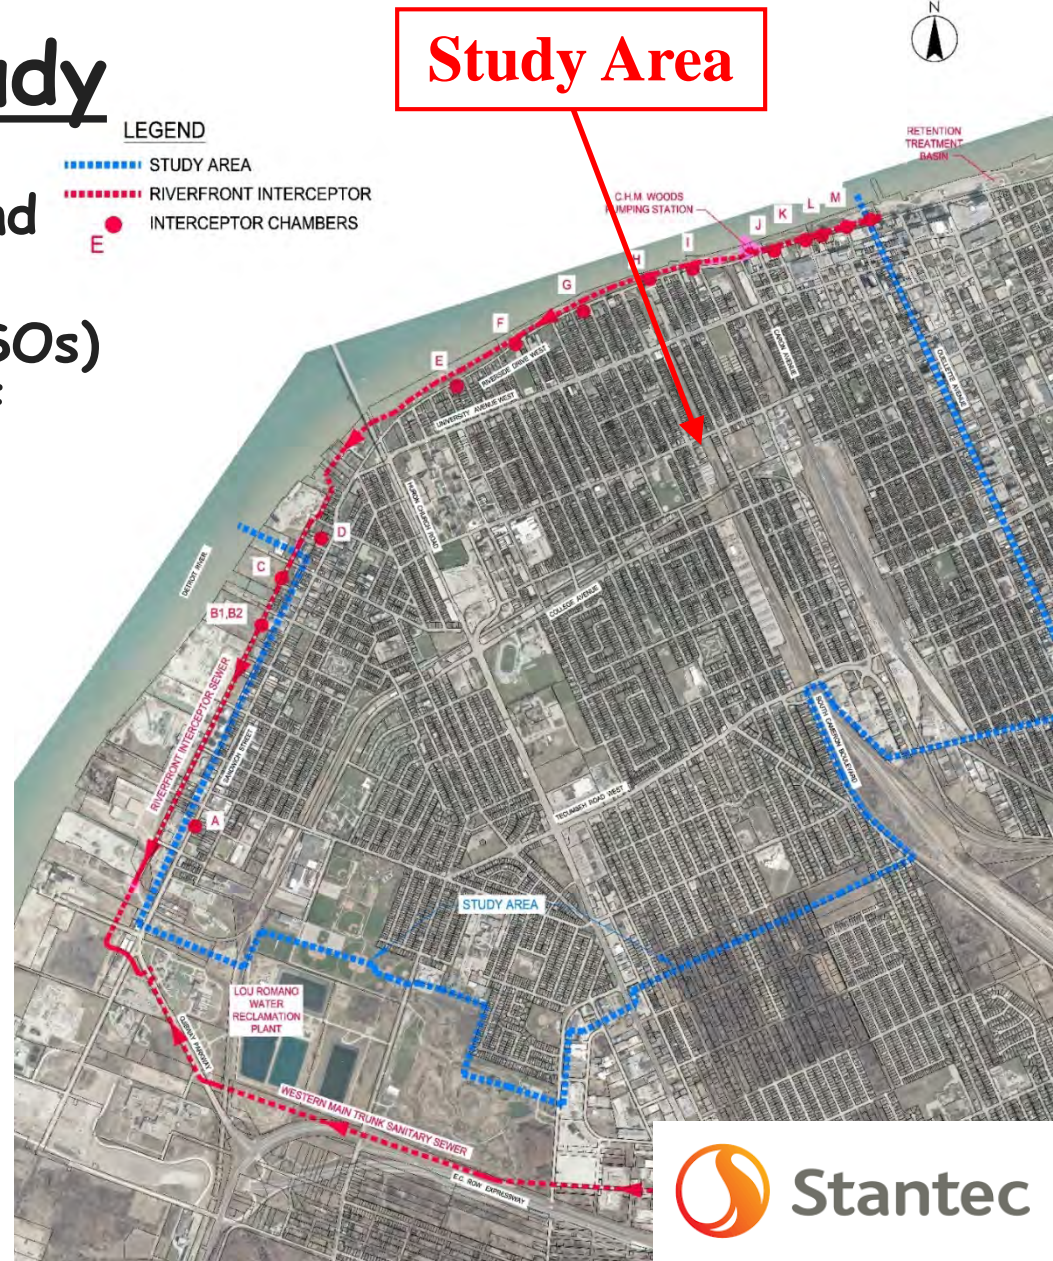 udy
Study Area
N
LEGEND
STUDY AREA
RIVERFRONT INTERCEPTOR
E
INTERCEPTOR CHAMBERS
nd
SOs)
RETENTION
TREATMENT
BASIN
C.H.M. WOODS
PUMPING STATION
M
L
K
J
I
H
G
F
E
RIVERSIDE DRIVE WEST
UNIVERSITY AVENUE WEST
CARON AVENUE
OUELLETTE AVENUE
HURON CHURCH ROAD
D
C
DETROIT RIVER
B1,B2
COLLEGE AVENUE
RIVERFRONT INTERCEPTOR SEWER
SANDWICH STREET
SOUTH CAMERON BOULEVARD
TECUMSEH ROAD WEST
A
STUDY AREA
LOU ROMANO
WATER
RECLAMATION
PLANT
OJIBWAY PARKWAY
WESTERN MAIN TRUNK SANITARY SEWER
E.C. ROW EXPRESSWAY
Stantec